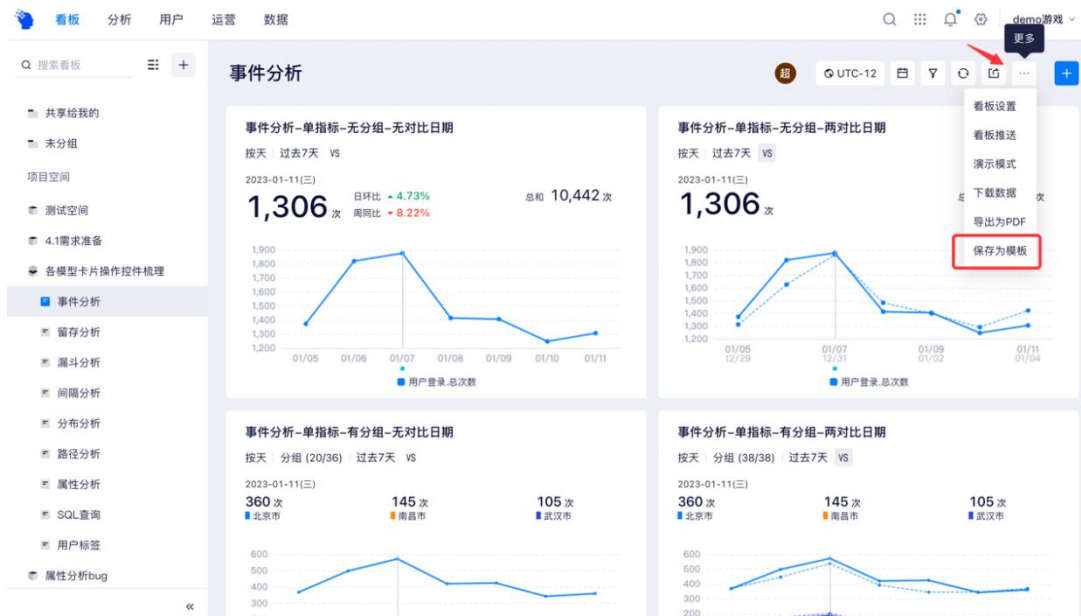 看板 分析 用户 运营 数据
demo游戏
更多
搜索看板
事件分析
超
UTC-12
共享给我的
未分组
项目空间
测试空间
4.1需求准备
各模型卡片操作控件梳理
事件分析
留存分析
漏斗分析
间隔分析
分布分析
路径分析
属性分析
SQL查询
用户标签
属性分析bug
看板设置
看板推送
演示模式
下载数据
导出为PDF
保存为模板
事件分析-单指标-无分组-无对比日期
按天 过去7天 VS
2023-01-11(三)
1,306 次
日环比 4.73%
周同比 8.22%
总和 10,442 次
1,900
1,800
1,700
1,600
1,500
1,400
1,300
1,200
01/05 01/06 01/07 01/08 01/09 01/10 01/11
用户登录.总次数
事件分析-单指标-无分组-两对比日期
按天 过去7天 VS
2023-01-11(三)
1,306 次
次
1,900
1,800
1,700
1,600
1,500
1,400
1,300
1,200
01/05 01/07 01/09 01/11
12/29 12/31 01/02 01/04
用户登录.总次数
事件分析-单指标-有分组-无对比日期
按天 分组 (20/36) 过去7天 VS
2023-01-11(三)
360 次 145 次 105 次
北京市 南昌市 武汉市
600
500
400
300
事件分析-单指标-有分组-两对比日期
按天 分组 (38/38) 过去7天 VS
2023-01-11(三)
360 次 145 次 105 次
北京市 南昌市 武汉市
600
500
400
300
200